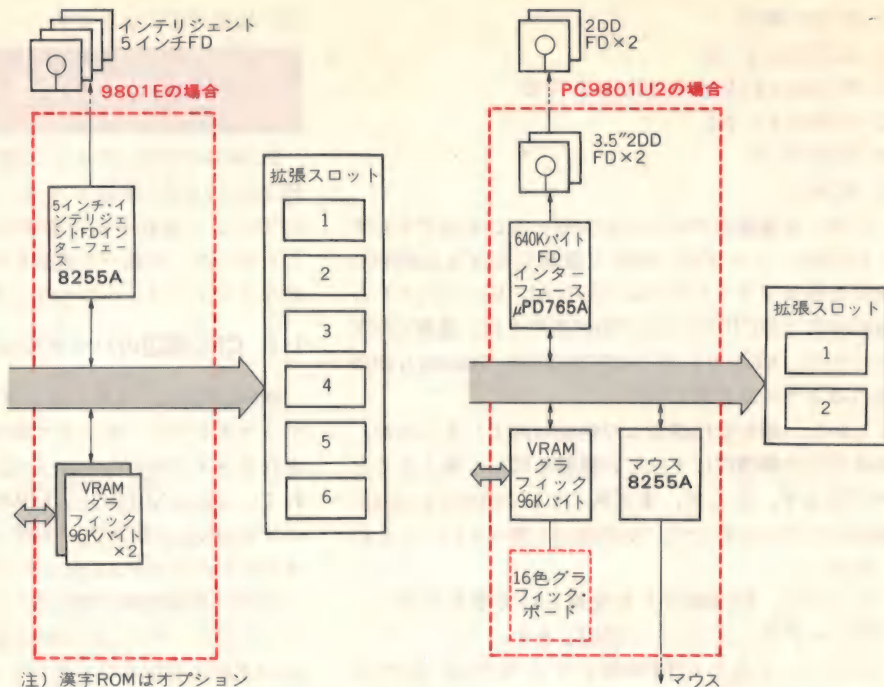 インテリジェント
5インチFD
9801Eの場合
5インチ・イ
ンテリジェ
ントFDイン
ターフェー
ス
8255A
VRAM
グラ
フィック
96Kバイト
×2
拡張スロット
1
2
3
4
5
6
注) 漢字ROMはオプション
2DD
FD×2
PC9801U2の場合
3.5″2DD
FD×2
640Kバイト
FD
インター
フェース
μPD765A
VRAM
グラ
フィック
96Kバイト
マウス
8255A
16色グラ
フィック・
ボード
マウス
拡張スロット
1
2